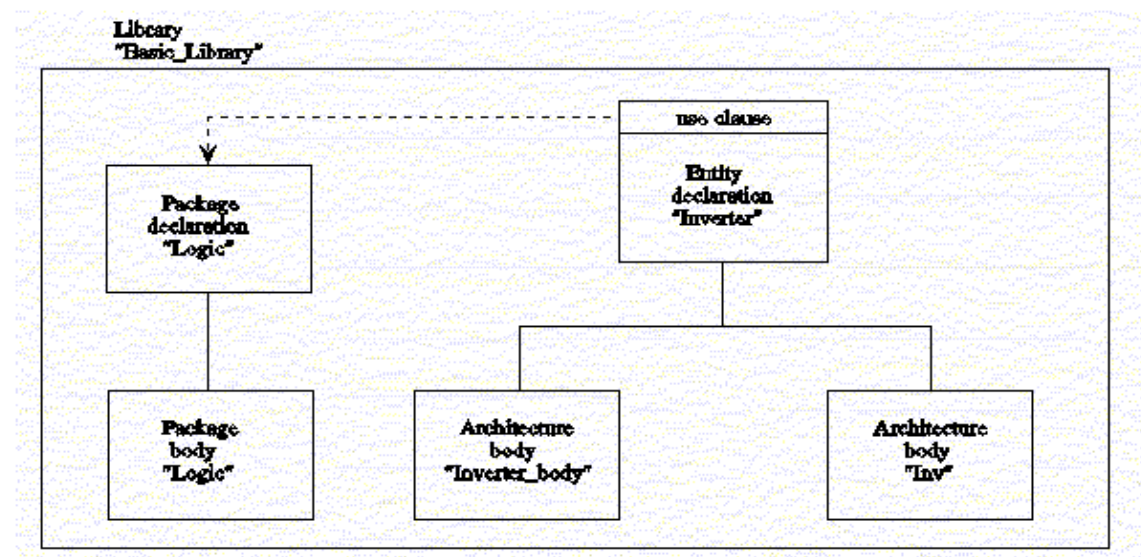 Library
"Basic_Library"
use clause
Entity
declaration
"Inverter"
Package
declaration
"Logic"
Package
body
"Logic"
Architecture
body
"Inverter_body"
Architecture
body
"Inv"